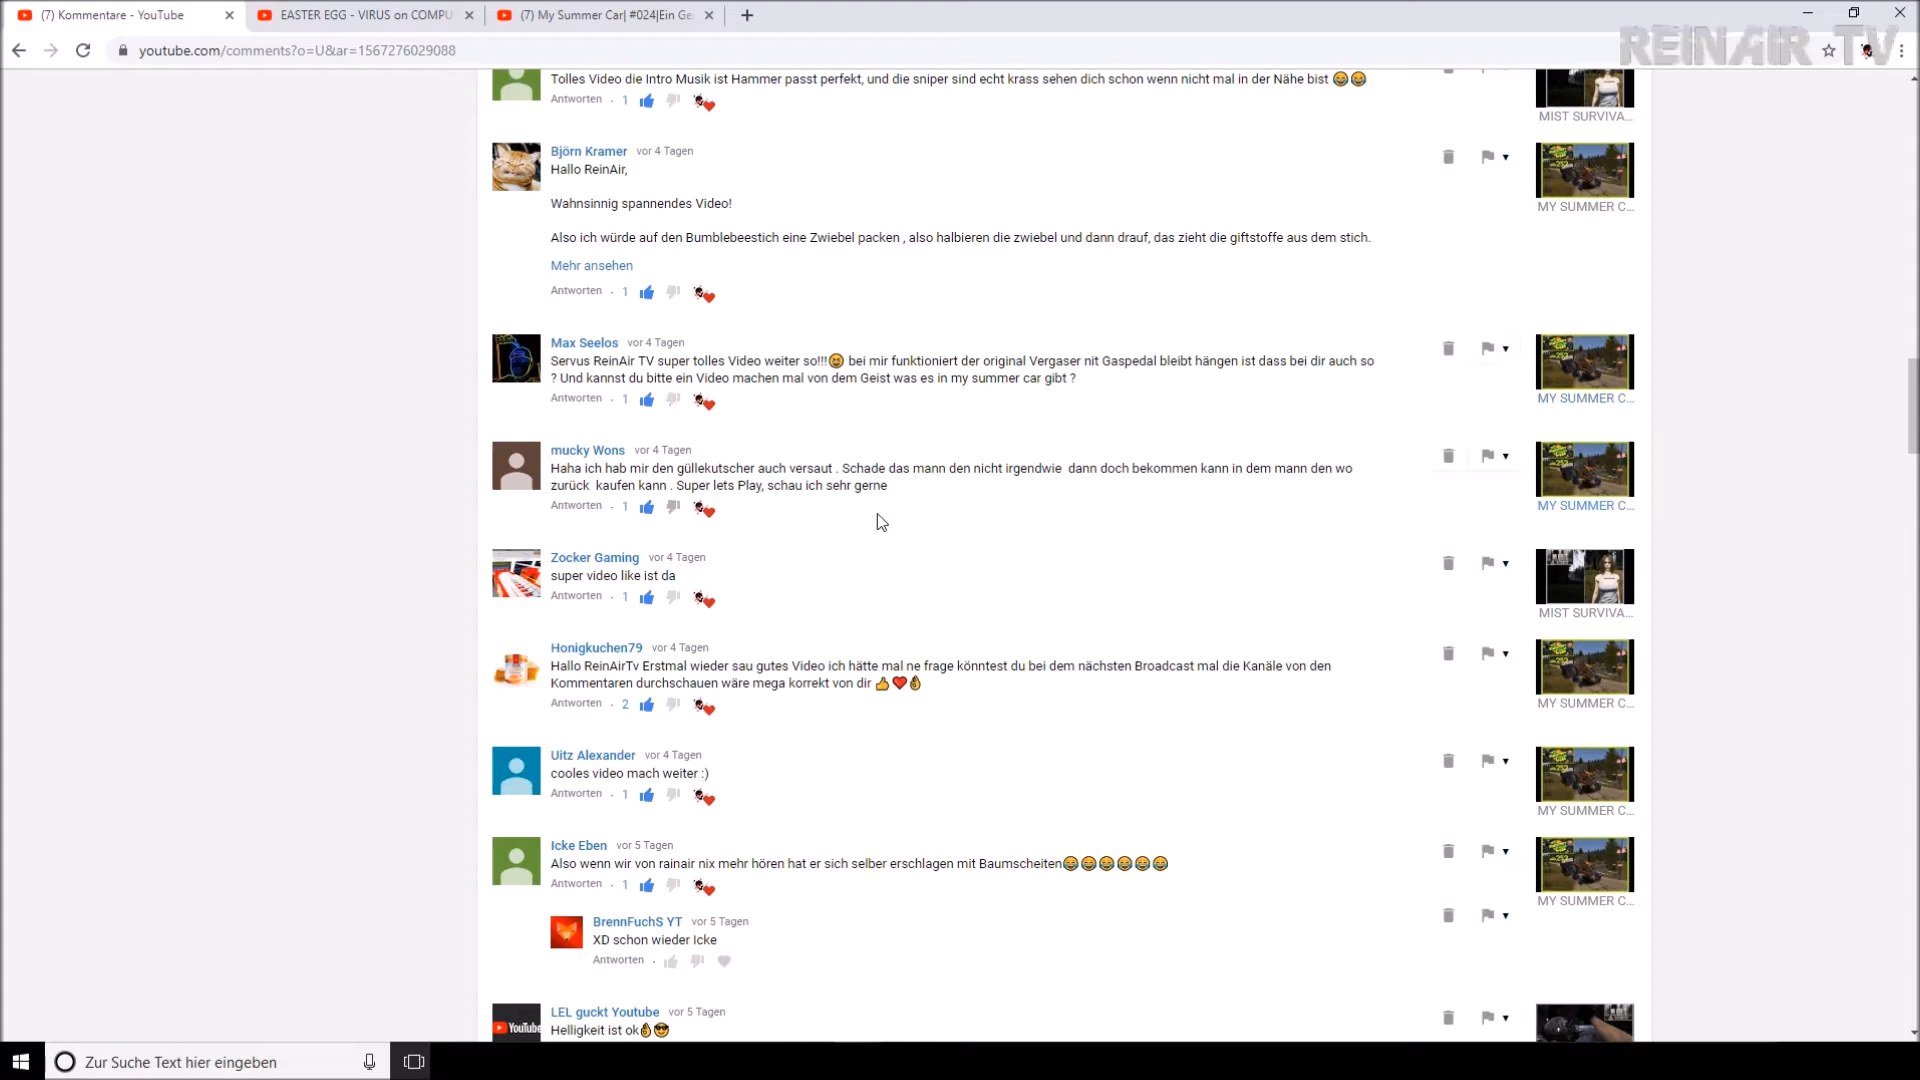 (7) Kommentare - YouTube
EASTER EGG - VIRUS on COMPU
(7) My Summer Car| #024|Ein Ge
youtube.com/comments?o=U&ar=1567276029088
REINAIR TV
Tolles Video die Intro Musik ist Hammer passt perfekt, und die sniper sind echt krass sehen dich schon wenn nicht mal in der Nähe bist 😂😂
Antworten · 1
MIST SURVIVA...
Björn Kramer vor 4 Tagen
Hallo ReinAir,
Wahnsinnig spannendes Video!
Also ich würde auf den Bumblebeestich eine Zwiebel packen , also halbieren die zwiebel und dann drauf, das zieht die giftstoffe aus dem stich.
Mehr ansehen
Antworten · 1
MY SUMMER C...
Max Seelos vor 4 Tagen
Servus ReinAir TV super tolles Video weiter so!!!😆 bei mir funktioniert der original Vergaser nit Gaspedal bleibt hängen ist dass bei dir auch so
? Und kannst du bitte ein Video machen mal von dem Geist was es in my summer car gibt ?
Antworten · 1
MY SUMMER C...
mucky Wons vor 4 Tagen
Haha ich hab mir den güllekutscher auch versaut . Schade das mann den nicht irgendwie dann doch bekommen kann in dem mann den wo
zurück kaufen kann . Super lets Play, schau ich sehr gerne
Antworten · 1
MY SUMMER C...
Zocker Gaming vor 4 Tagen
super video like ist da
Antworten · 1
MIST SURVIVA...
Honigkuchen79 vor 4 Tagen
Hallo ReinAirTv Erstmal wieder sau gutes Video ich hätte mal ne frage könntest du bei dem nächsten Broadcast mal die Kanäle von den
Kommentaren durchschauen wäre mega korrekt von dir 👍❤️👌
Antworten · 2
MY SUMMER C...
Uitz Alexander vor 4 Tagen
cooles video mach weiter :)
Antworten · 1
MY SUMMER C...
Icke Eben vor 5 Tagen
Also wenn wir von rainair nix mehr hören hat er sich selber erschlagen mit Baumscheiten😂😂😂😂😂😂
Antworten · 1
MY SUMMER C...
BrennFuchS YT vor 5 Tagen
XD schon wieder Icke
Antworten ·
LEL guckt Youtube vor 5 Tagen
Helligkeit ist ok👌😎
YouTube
Zur Suche Text hier eingeben